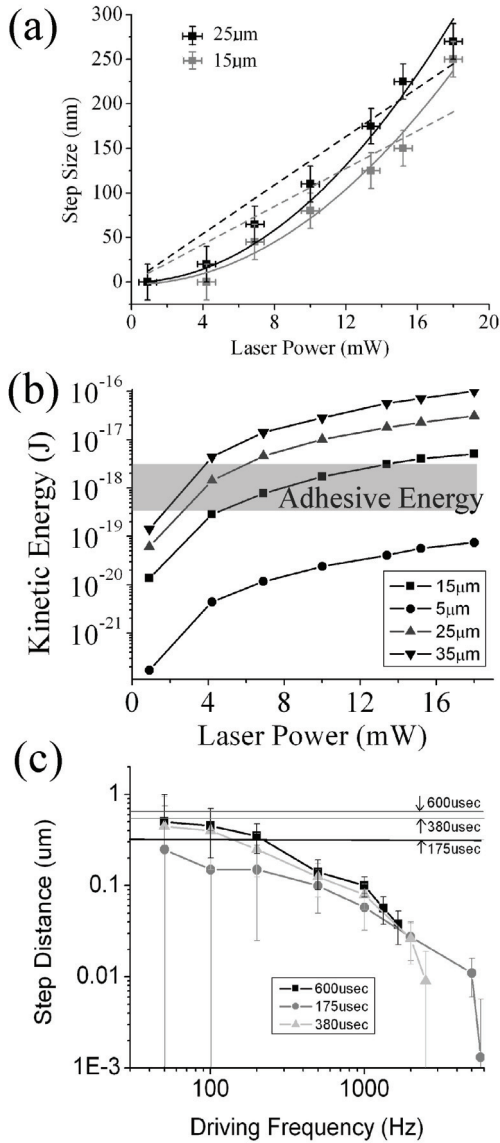 (a)
25μm
15μm
300
250
200
150
100
50
0
Step Size (nm)
0 4 8 12 16 20
Laser Power (mW)
(b)
10-16
10-17
10-18
10-19
10-20
10-21
Kinetic Energy (J)
Adhesive Energy
15μm
5μm
25μm
35μm
0 4 8 12 16
Laser Power (mW)
(c)
1
0.1
0.01
1E-3
Step Distance (um)
↓600usec
↑380usec
↑175usec
600usec
175usec
380usec
100 1000
Driving Frequency (Hz)